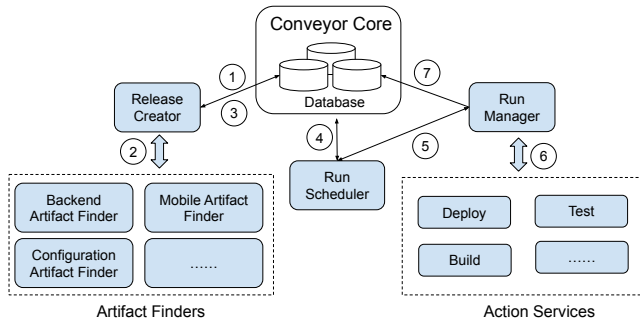 Conveyor Core
Database
1
3
7
Release
Creator
Run
Manager
2
4
5
6
Run
Scheduler
Backend
Artifact Finder
Mobile Artifact
Finder
Configuration
Artifact Finder
......
Deploy
Test
Build
......
Artifact Finders
Action Services